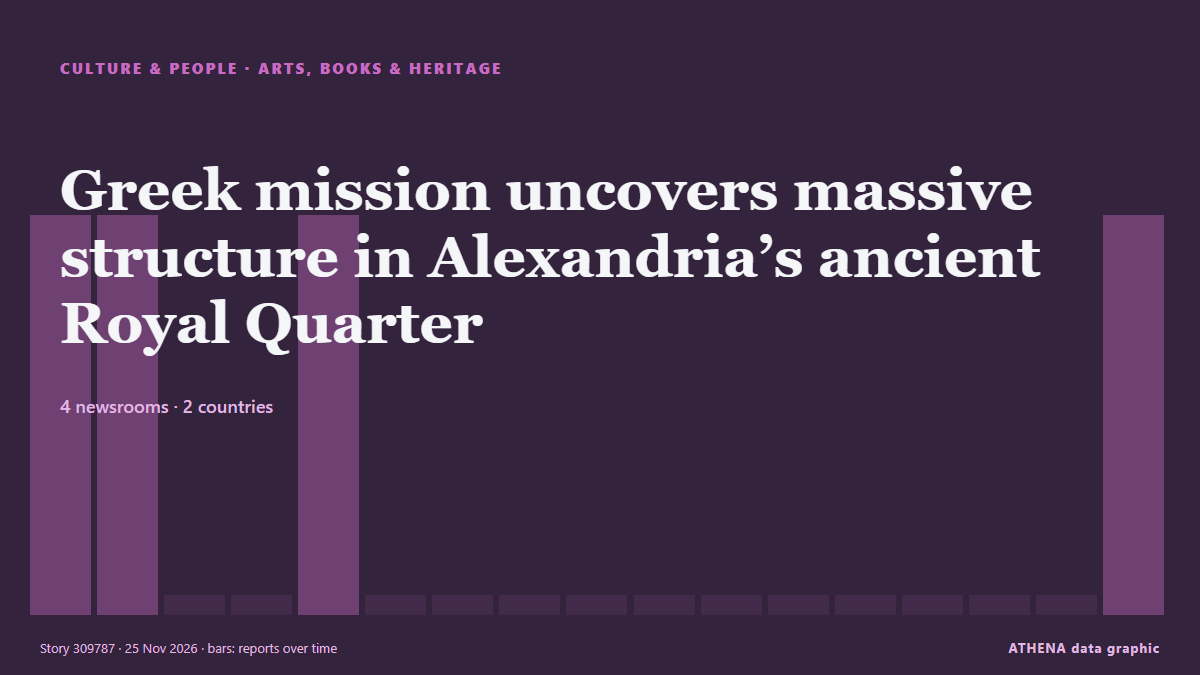 CULTURE & PEOPLE · ARTS, BOOKS & HERITAGE
Greek mission uncovers massive
structure in Alexandria’s ancient
Royal Quarter
4 newsrooms · 2 countries
Story 309787 · 25 Nov 2026 · bars: reports over time
ATHENA data graphic